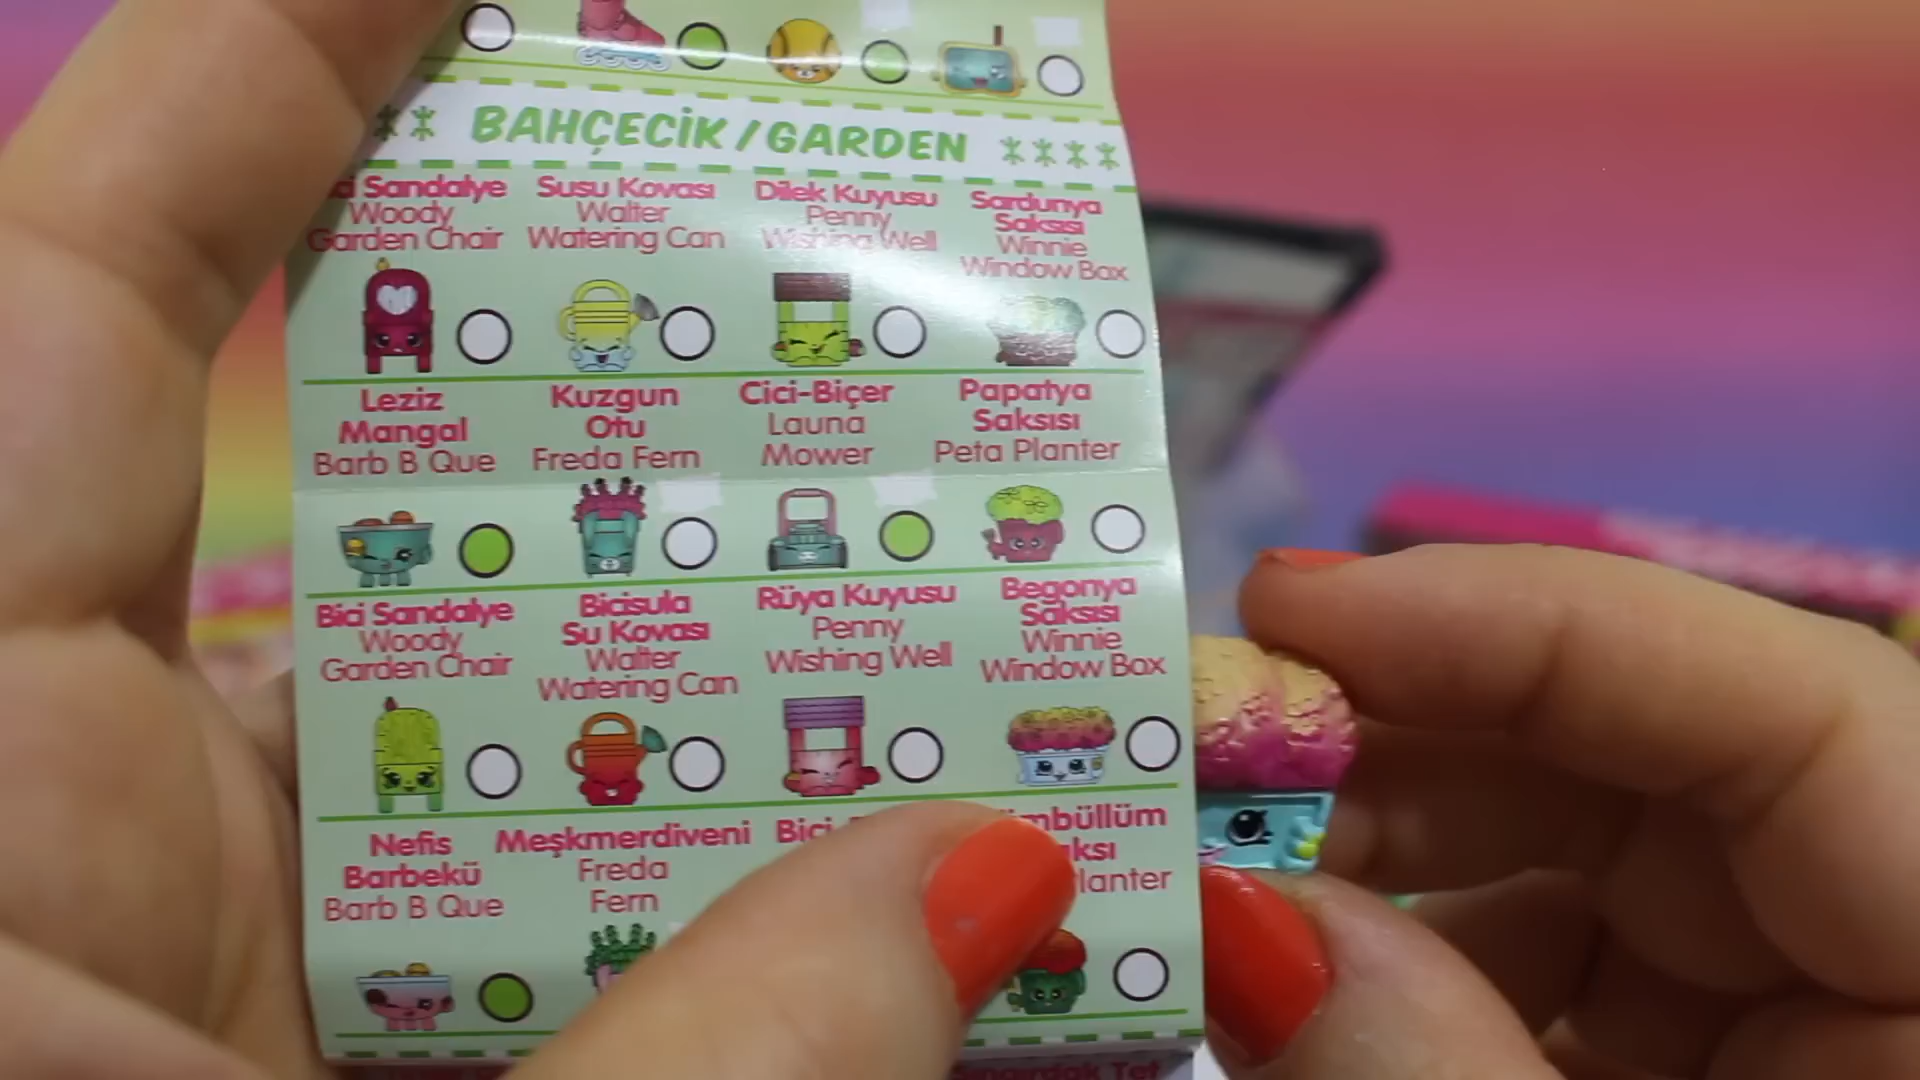 BAHÇECİK / GARDEN
Sandalye
Woody
Garden Chair
Susu Kovası
Walter
Watering Can
Dilek Kuyusu
Penny
Wishing Well
Sardunya
Saksısı
Winnie
Window Box
Leziz
Mangal
Barb B Que
Kuzgun
Otu
Freda Fern
Cici-Biçer
Launa
Mower
Papatya
Saksısı
Peta Planter
Bici Sandalye
Woody
Garden Chair
Bicisula
Su Kovası
Walter
Watering Can
Rüya Kuyusu
Penny
Wishing Well
Begonya
Saksısı
Winnie
Window Box
Nefis
Barbekü
Barb B Que
Meşkmerdiveni
Freda
Fern
Bici